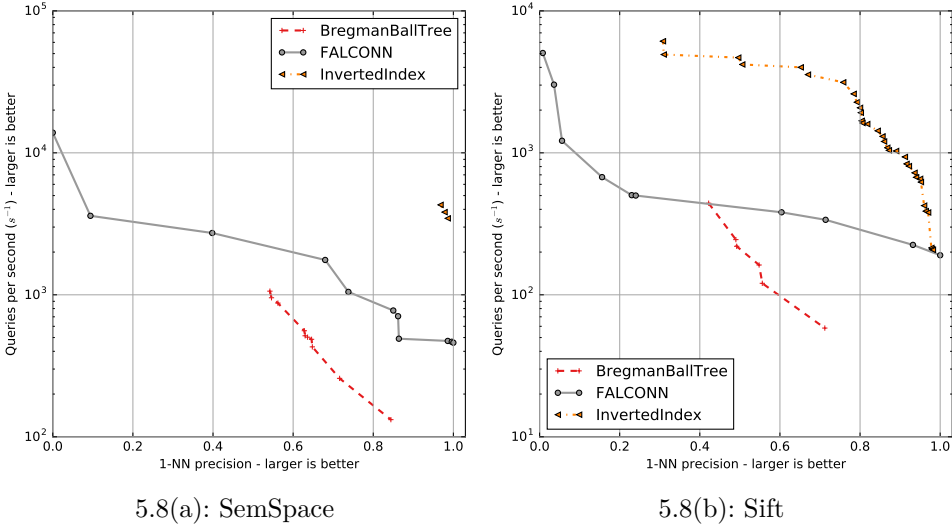 10^5
10^4
10^3
10^2
Queries per second (s^{-1}) - larger is better
BregmanBallTree
FALCONN
InvertedIndex
0.0 0.2 0.4 0.6 0.8 1.0
1-NN precision - larger is better
5.8(a): SemSpace
10^4
10^3
10^2
10^1
Queries per second (s^{-1}) - larger is better
BregmanBallTree
FALCONN
InvertedIndex
0.0 0.2 0.4 0.6 0.8 1.0
1-NN precision - larger is better
5.8(b): Sift